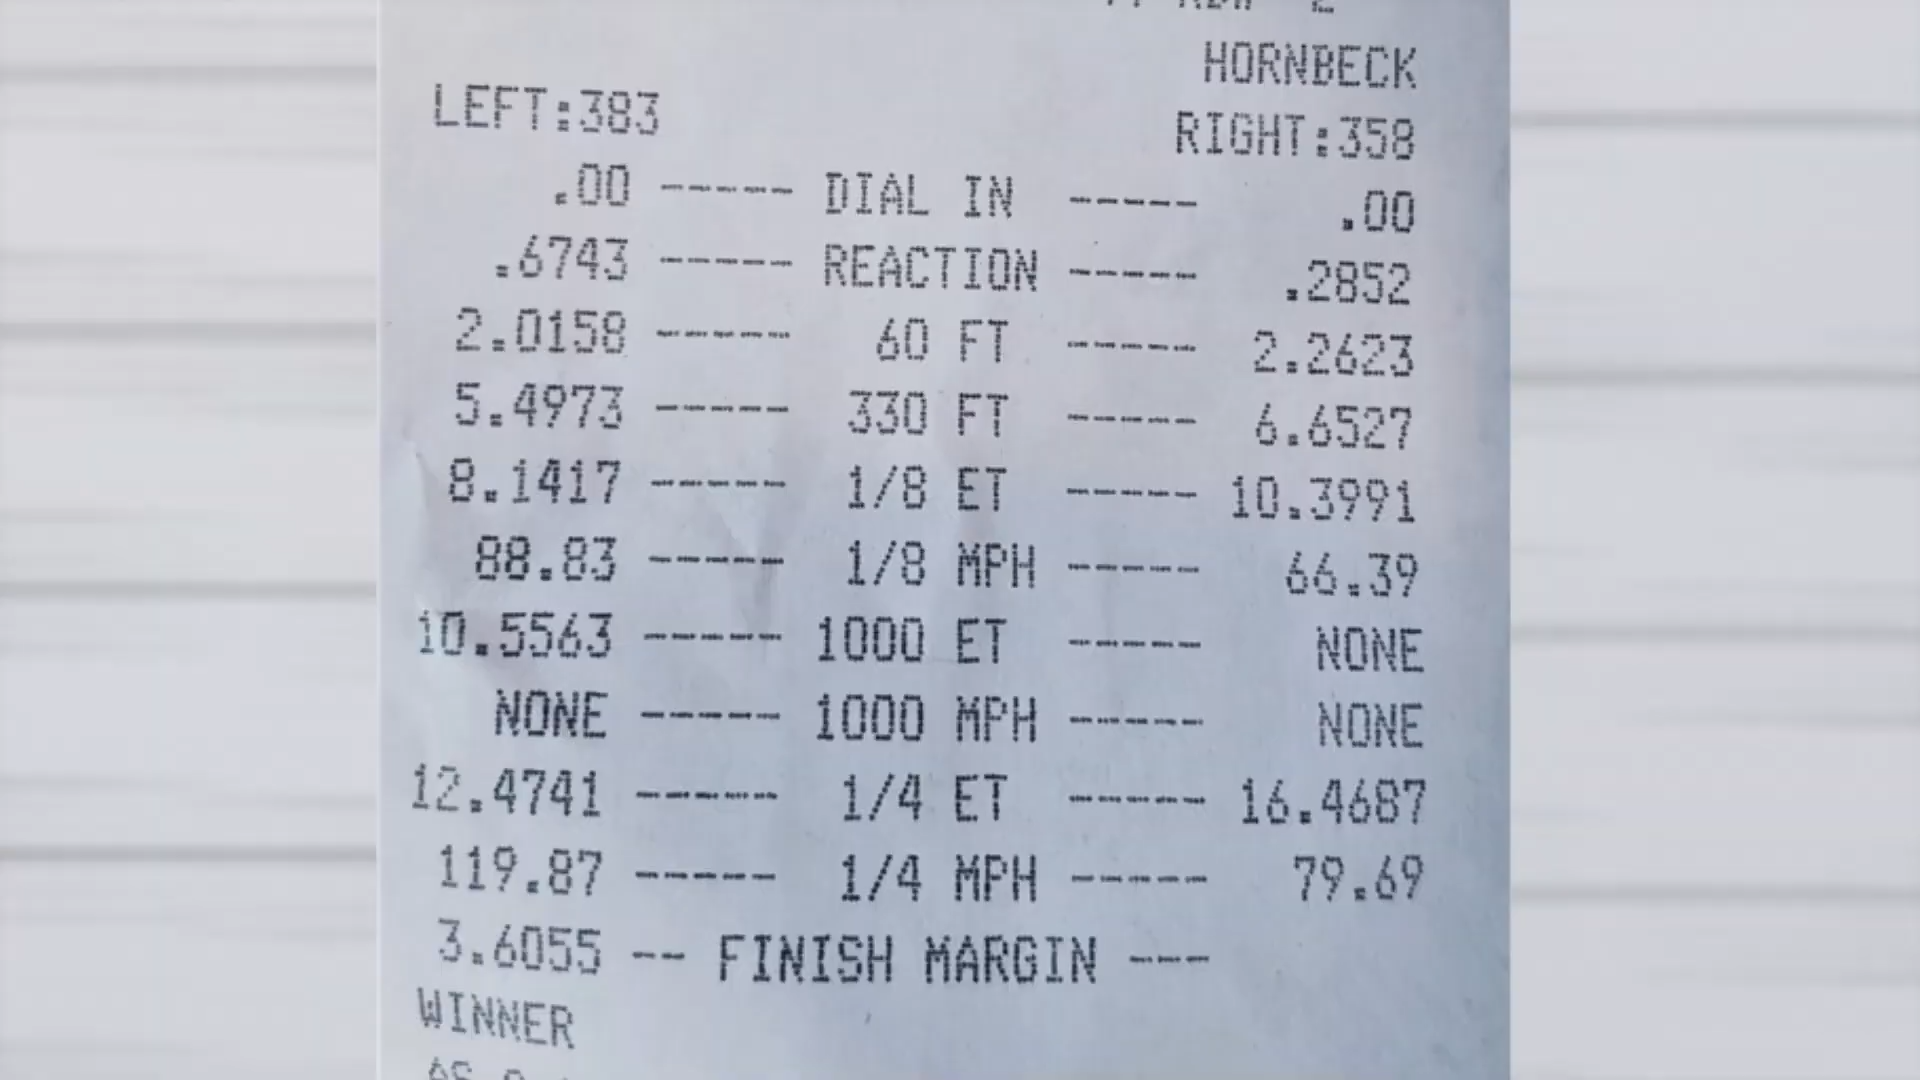 HORNBECK
LEFT:383 RIGHT:358
.00 ----- DIAL IN ----- .00
.6743 ----- REACTION ----- .2852
2.0158 ----- 60 FT ----- 2.2623
5.4973 ----- 330 FT ----- 6.6527
8.1417 ----- 1/8 ET ----- 10.3991
88.83 ----- 1/8 MPH ----- 66.39
10.5563 ----- 1000 ET ----- NONE
NONE ----- 1000 MPH ----- NONE
12.4741 ----- 1/4 ET ----- 16.4687
119.87 ----- 1/4 MPH ----- 79.69
3.6055 -- FINISH MARGIN ---
WINNER